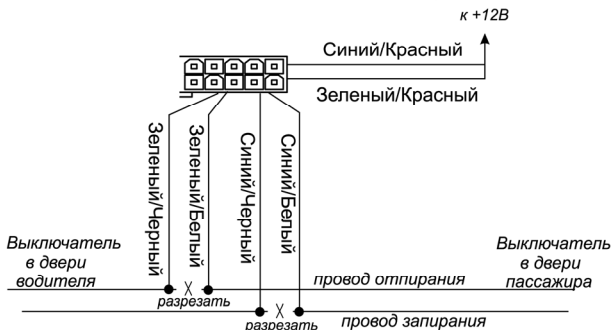 к +12В
Синий/Красный
Зеленый/Красный
Зеленый/Черный
Зеленый/Белый
Синий/Черный
Синий/Белый
Выключатель
в двери
водителя
Выключатель
в двери
пассажира
провод отпирания
разрезать
провод запирания
разрезать